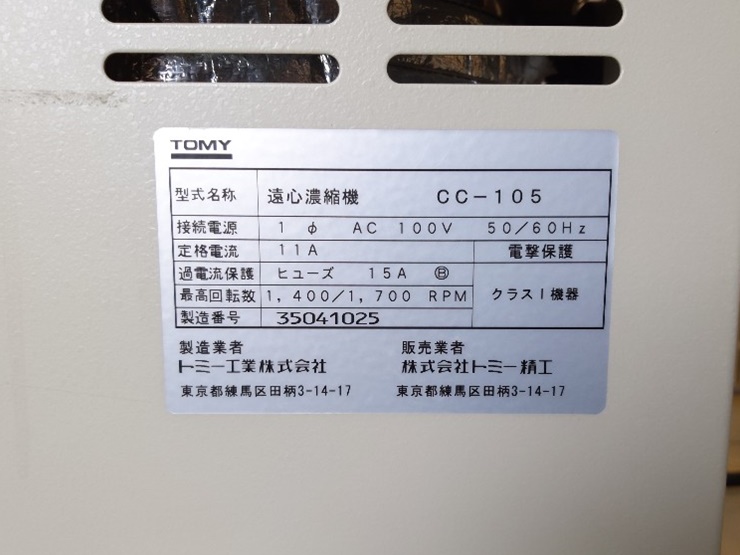 TOMY
型式名称 遠心濃縮機 CC-105
接続電源 1 φ AC 100V 50/60Hz
定格電流 11A 電撃保護
過電流保護 ヒューズ 15A Ⓑ
最高回転数 1,400/1,700 RPM クラスI機器
製造番号 35041025
製造業者 販売業者
トミー工業株式会社 株式会社トミー精工
東京都練馬区田柄3-14-17 東京都練馬区田柄3-14-17